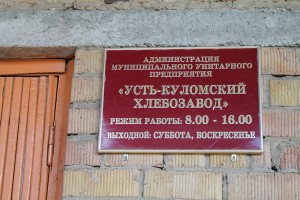 АДМИНИСТРАЦИЯ
МУНИЦИПАЛЬНОГО УНИТАРНОГО
ПРЕДПРИЯТИЯ
«УСТЬ-КУЛОМСКИЙ
ХЛЕБОЗАВОД»
РЕЖИМ РАБОТЫ: 8.00 - 16.00
ВЫХОДНОЙ: СУББОТА, ВОСКРЕСЕНЬЕ